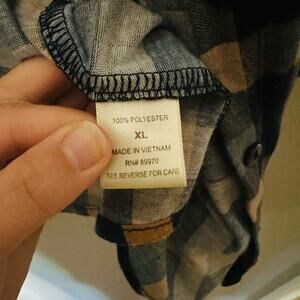 100% POLYESTER
XL
MADE IN VIETNAM
RN# 89970
SEE REVERSE FOR CARE